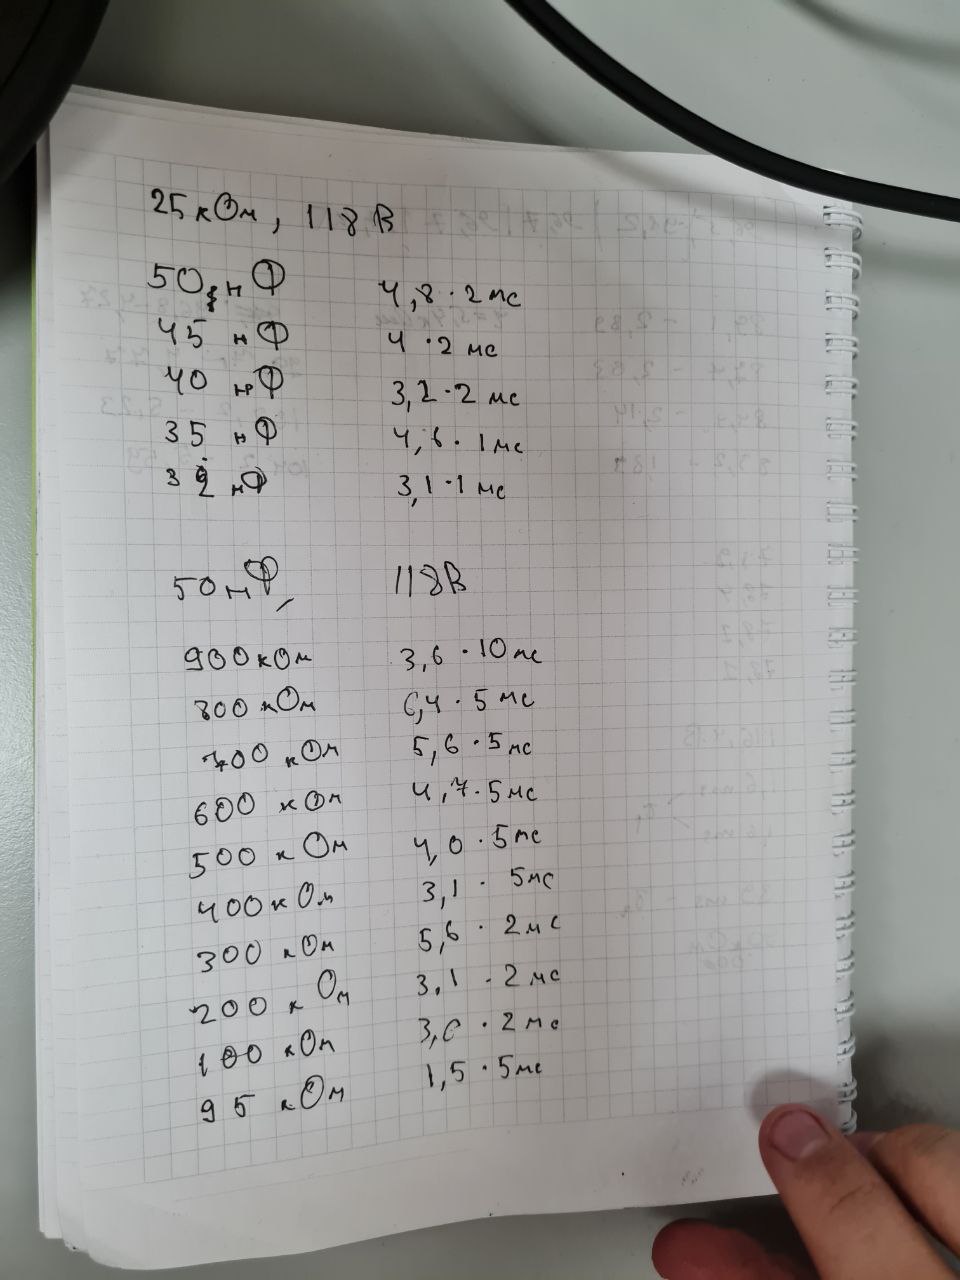 25 кОм, 118 В
50 нФ 4,8 · 2 мс
45 нФ 4 · 2 мс
40 нФ 3,2 · 2 мс
35 нФ 4,6 · 1 мс
32 нФ 3,1 · 1 мс
50 нФ, 118 В
900 кОм 3,6 · 10 мс
800 кОм 6,4 · 5 мс
700 кОм 5,6 · 5 мс
600 кОм 4,7 · 5 мс
500 кОм 4,0 · 5 мс
400 кОм 3,1 · 5 мс
300 кОм 5,6 · 2 мс
200 кОм 3,1 · 2 мс
100 кОм 3,0 · 2 мс
95 кОм 1,5 · 5 мс